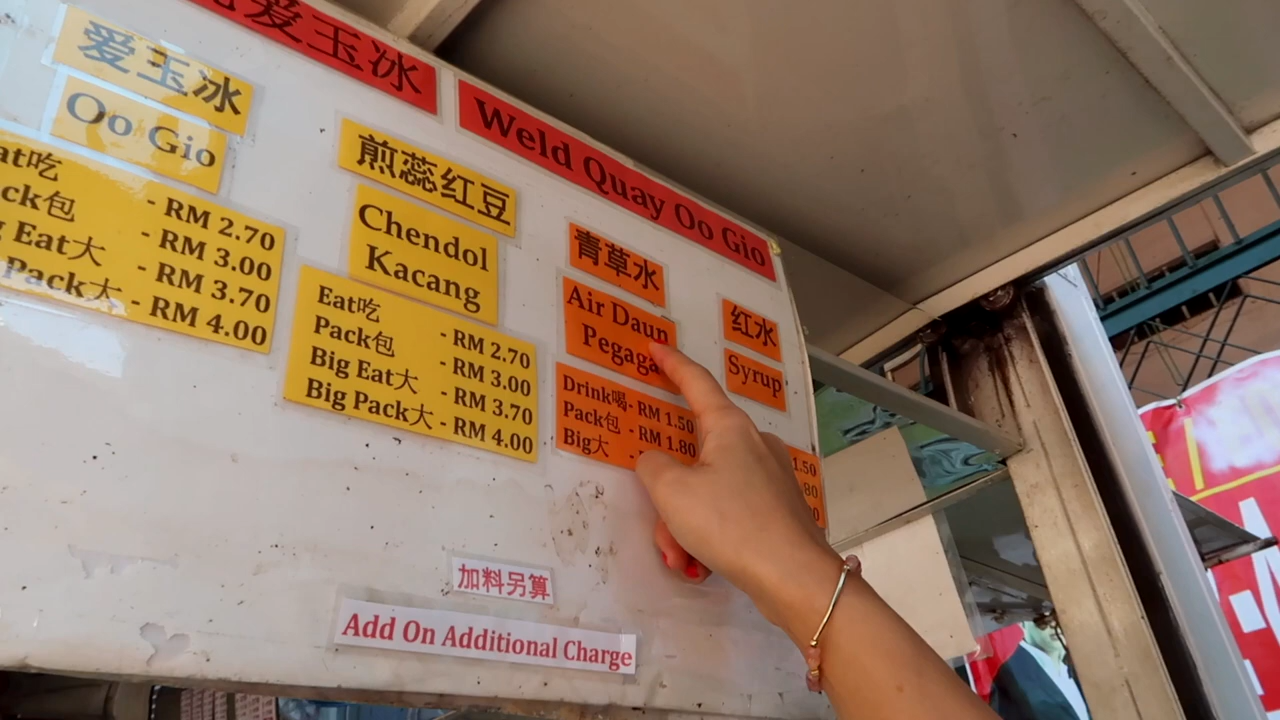 爱玉冰
Weld Quay Oo Gio
爱玉冰
Oo Gio
吃 - RM 2.70
包 - RM 3.00
Eat大 - RM 3.70
Pack大 - RM 4.00
煎蕊红豆
Chendol
Kacang
Eat吃 - RM 2.70
Pack包 - RM 3.00
Big Eat大 - RM 3.70
Big Pack大 - RM 4.00
青草水
Air Daun
Pegaga
Drink喝- RM 1.50
Pack包 - RM 1.80
Big大 -
红水
Syrup
1.50
80
0
加料另算
Add On Additional Charge